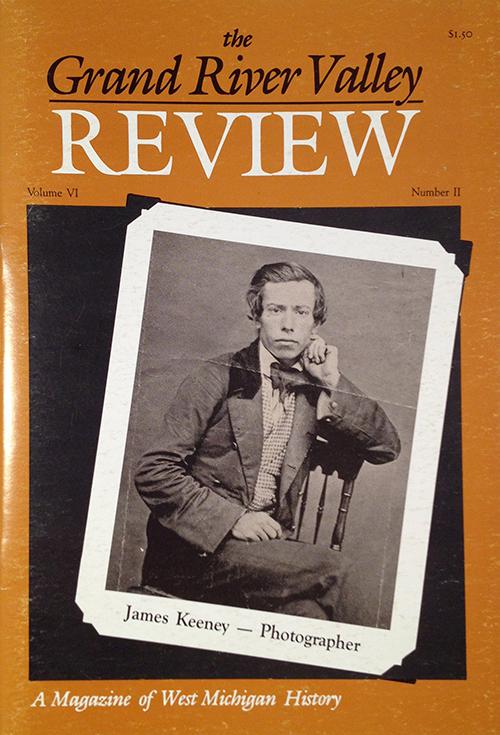 the
$1.50
Grand River Valley
REVIEW
Volume VI
Number II
James Keeney — Photographer
A Magazine of West Michigan History